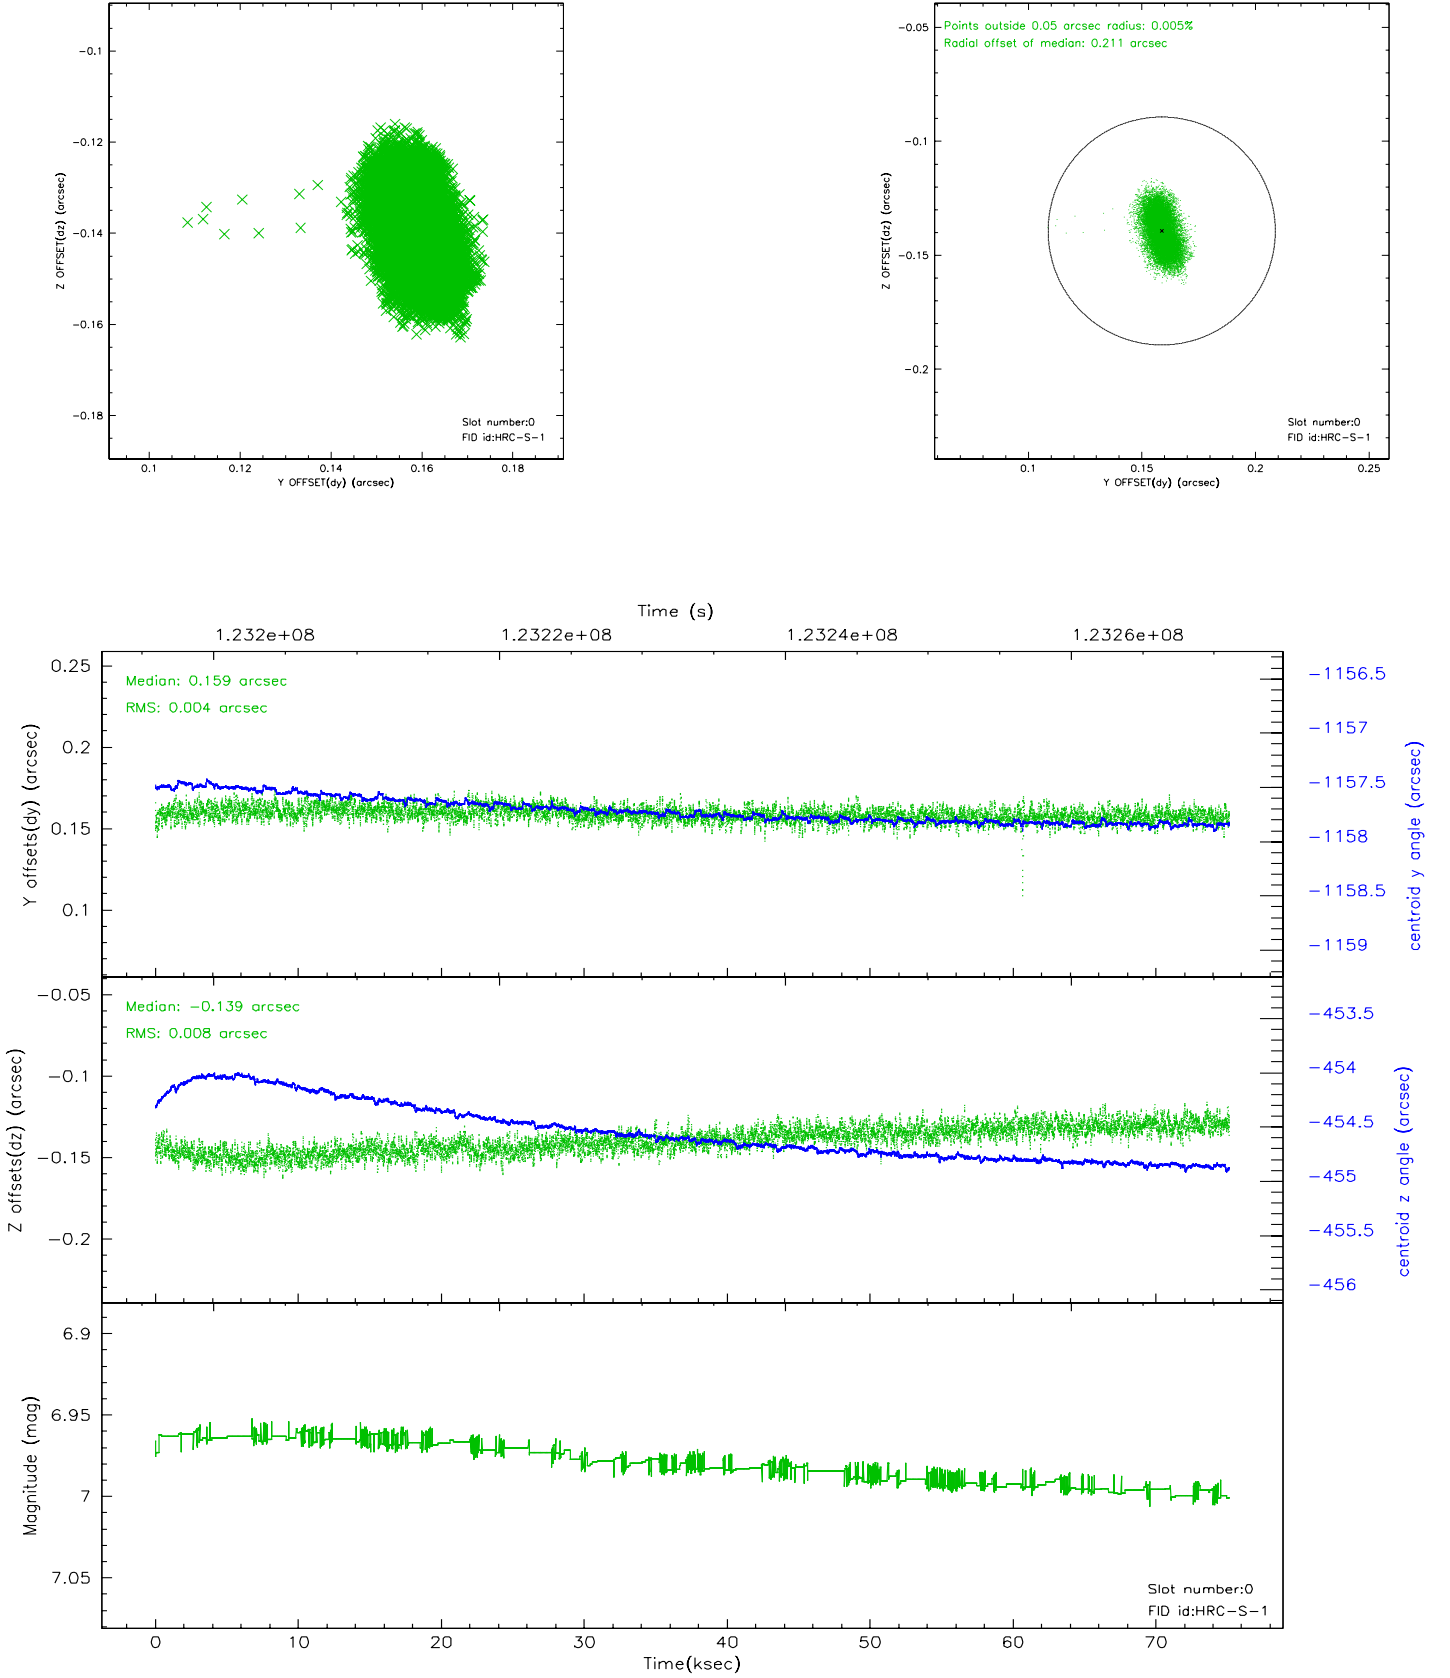 -0.1
-0.12
-0.14
-0.16
-0.18
Z OFFSET(dz) (arcsec)
Slot number:0
FID id:HRC-S-1
0.1 0.12 0.14 0.16 0.18
Y OFFSET(dy) (arcsec)
Points outside 0.05 arcsec radius: 0.005%
Radial offset of median: 0.211 arcsec
-0.05
-0.1
-0.15
-0.2
Z OFFSET(dz) (arcsec)
Slot number:0
FID id:HRC-S-1
0.1 0.15 0.2 0.25
Y OFFSET(dy) (arcsec)
Time (s)
1.232e+08 1.2322e+08 1.2324e+08 1.2326e+08
Median: 0.159 arcsec
RMS: 0.004 arcsec
0.25
0.2
0.15
0.1
Y offsets(dy) (arcsec)
-1156.5
-1157
-1157.5
-1158
-1158.5
-1159
centroid y angle (arcsec)
Median: -0.139 arcsec
RMS: 0.008 arcsec
-0.05
-0.1
-0.15
-0.2
Z offsets(dz) (arcsec)
-453.5
-454
-454.5
-455
-455.5
-456
centroid z angle (arcsec)
6.9
6.95
7
7.05
Magnitude (mag)
Slot number:0
FID id:HRC-S-1
0 10 20 30 40 50 60 70
Time(ksec)